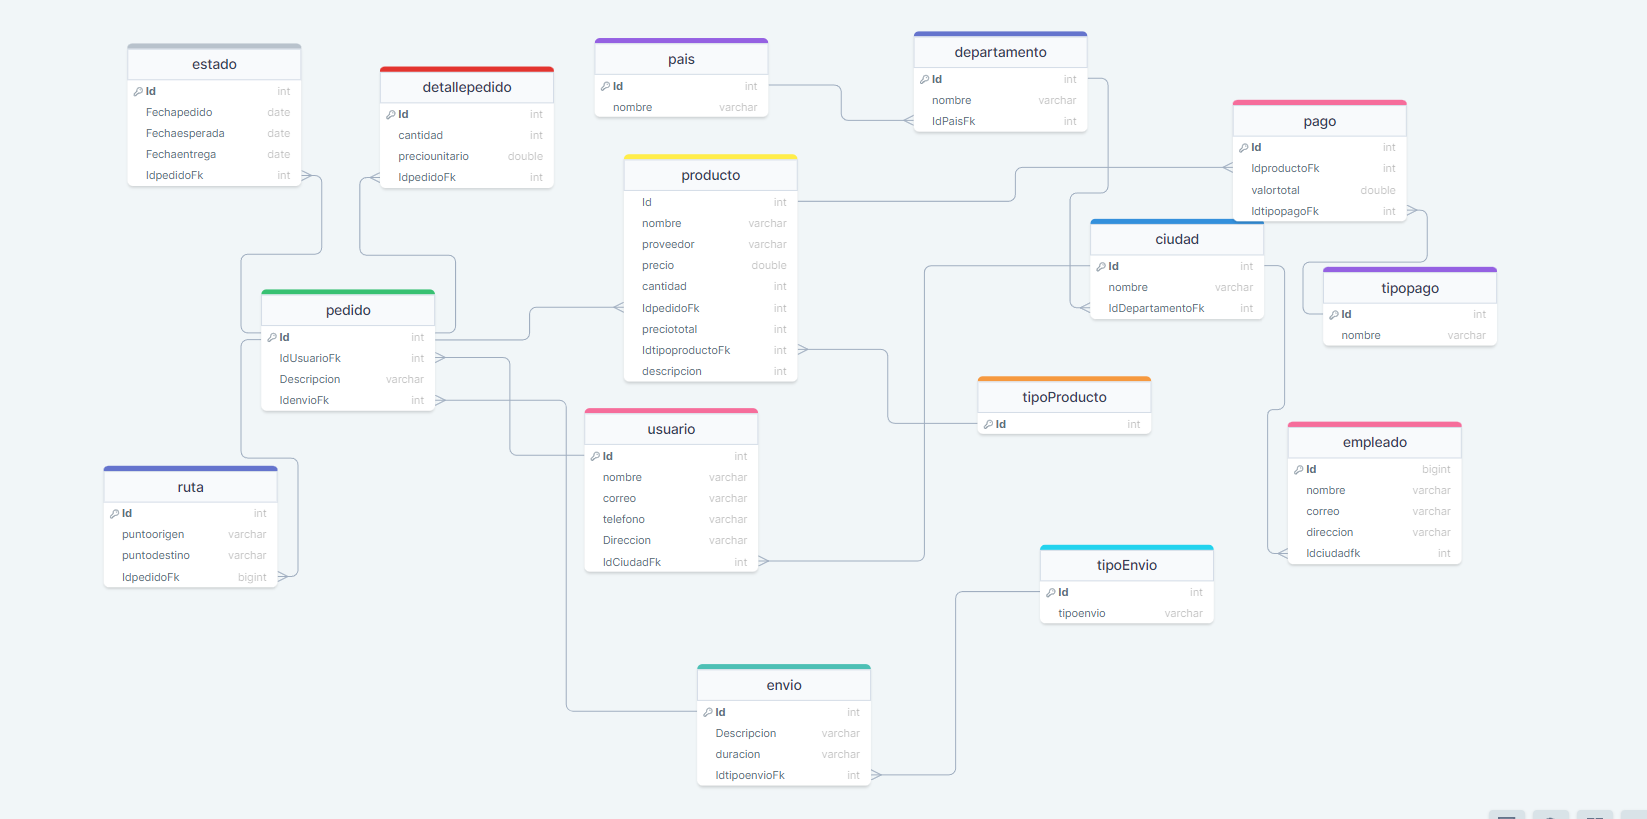 estado
Id int
Fechapedido date
Fechaesperada date
Fechaentrega date
IdpedidoFk int
detallepedido
Id int
cantidad int
preciounitario double
IdpedidoFk int
pais
Id int
nombre varchar
departamento
Id int
nombre varchar
IdPaisFk int
pago
Id int
IdproductoFk int
valortotal double
IdtipopagoFk int
producto
Id int
nombre varchar
proveedor varchar
precio double
cantidad int
IdpedidoFk int
preciototal int
IdtipoproductoFk int
descripcion int
ciudad
Id int
nombre varchar
IdDepartamentoFk int
tipopago
Id int
nombre varchar
pedido
Id int
IdUsuarioFk int
Descripcion varchar
IdenvioFk int
tipoProducto
Id int
usuario
Id int
nombre varchar
correo varchar
telefono varchar
Direccion varchar
IdCiudadFk int
empleado
Id bigint
nombre varchar
correo varchar
direccion varchar
Idciudadfk int
ruta
Id int
puntoorigen varchar
puntodestino varchar
IdpedidoFk bigint
tipoEnvio
Id int
tipoenvio varchar
envio
Id int
Descripcion varchar
duracion varchar
IdtipoenvioFk int